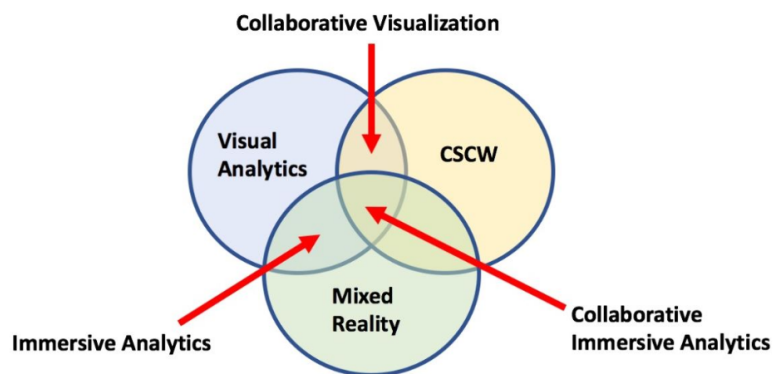 Collaborative Visualization
Visual
Analytics
CSCW
Mixed
Reality
Immersive Analytics
Collaborative
Immersive Analytics